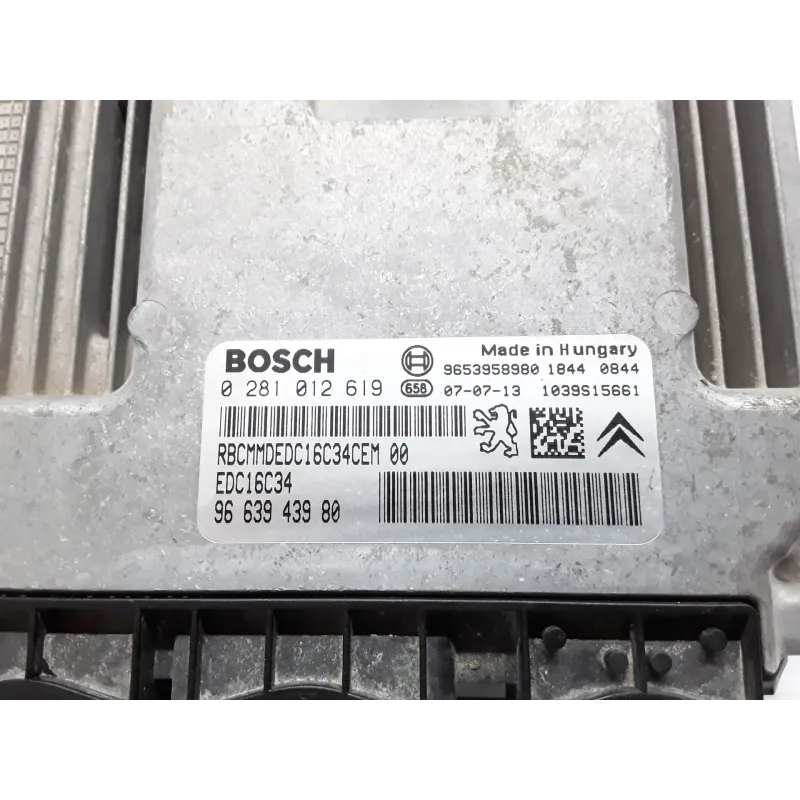 BOSCH
Made in Hungary
9653958980 1844 0844
0 281 012 619
658
07-07-13 1039S15661
RBCMMDEDC16C34CEM 00
EDC16C34
96 639 439 80